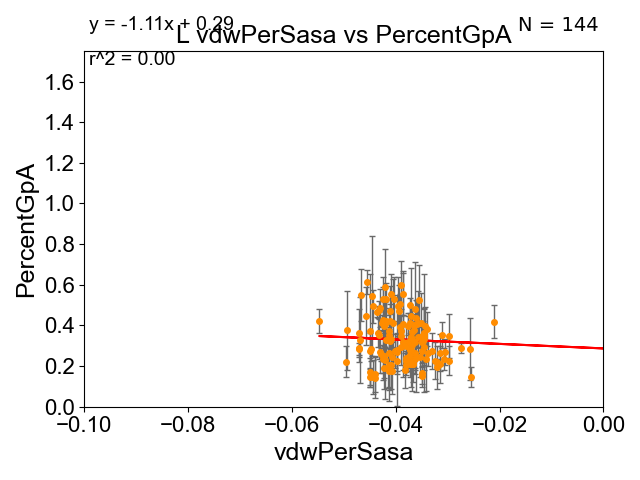 y = -1.11x + 0.29
N = 144
L vdwPerSasa vs PercentGpA
r^2 = 0.00
PercentGpA
1.6
1.4
1.2
1.0
0.8
0.6
0.4
0.2
0.0
−0.10
−0.08
−0.06
−0.04
−0.02
0.00
vdwPerSasa